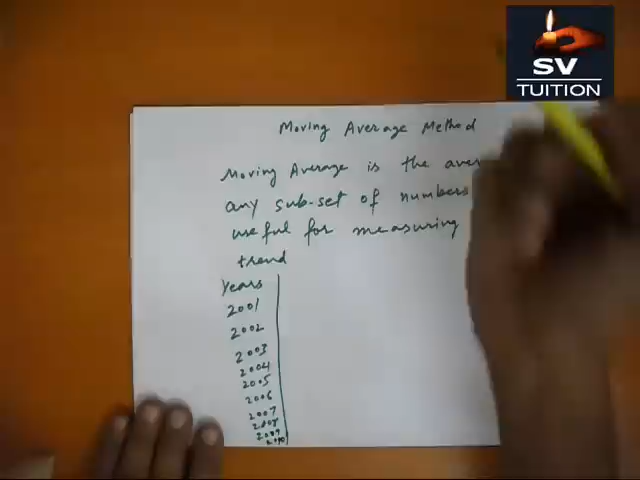 SV
TUITION
Moving Average Method
Moving Average is the
any sub-set of numbers
useful for measuring
trend
Years
2001
2002
2003
2004
2005
2006
2007
2008
2009
2010